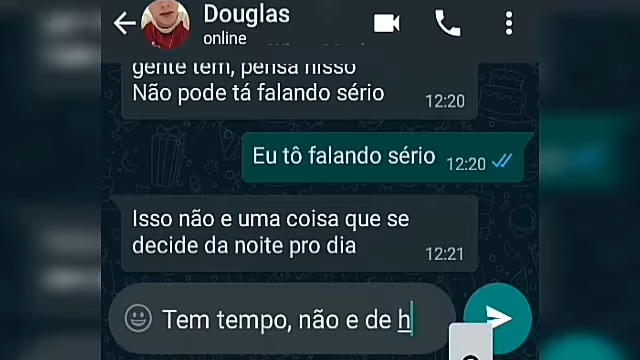 Douglas
online
gente tem, pensa nisso
Não pode tá falando sério
12:20
Eu tô falando sério
12:20
Isso não e uma coisa que se
decide da noite pro dia
12:21
Tem tempo, não e de h